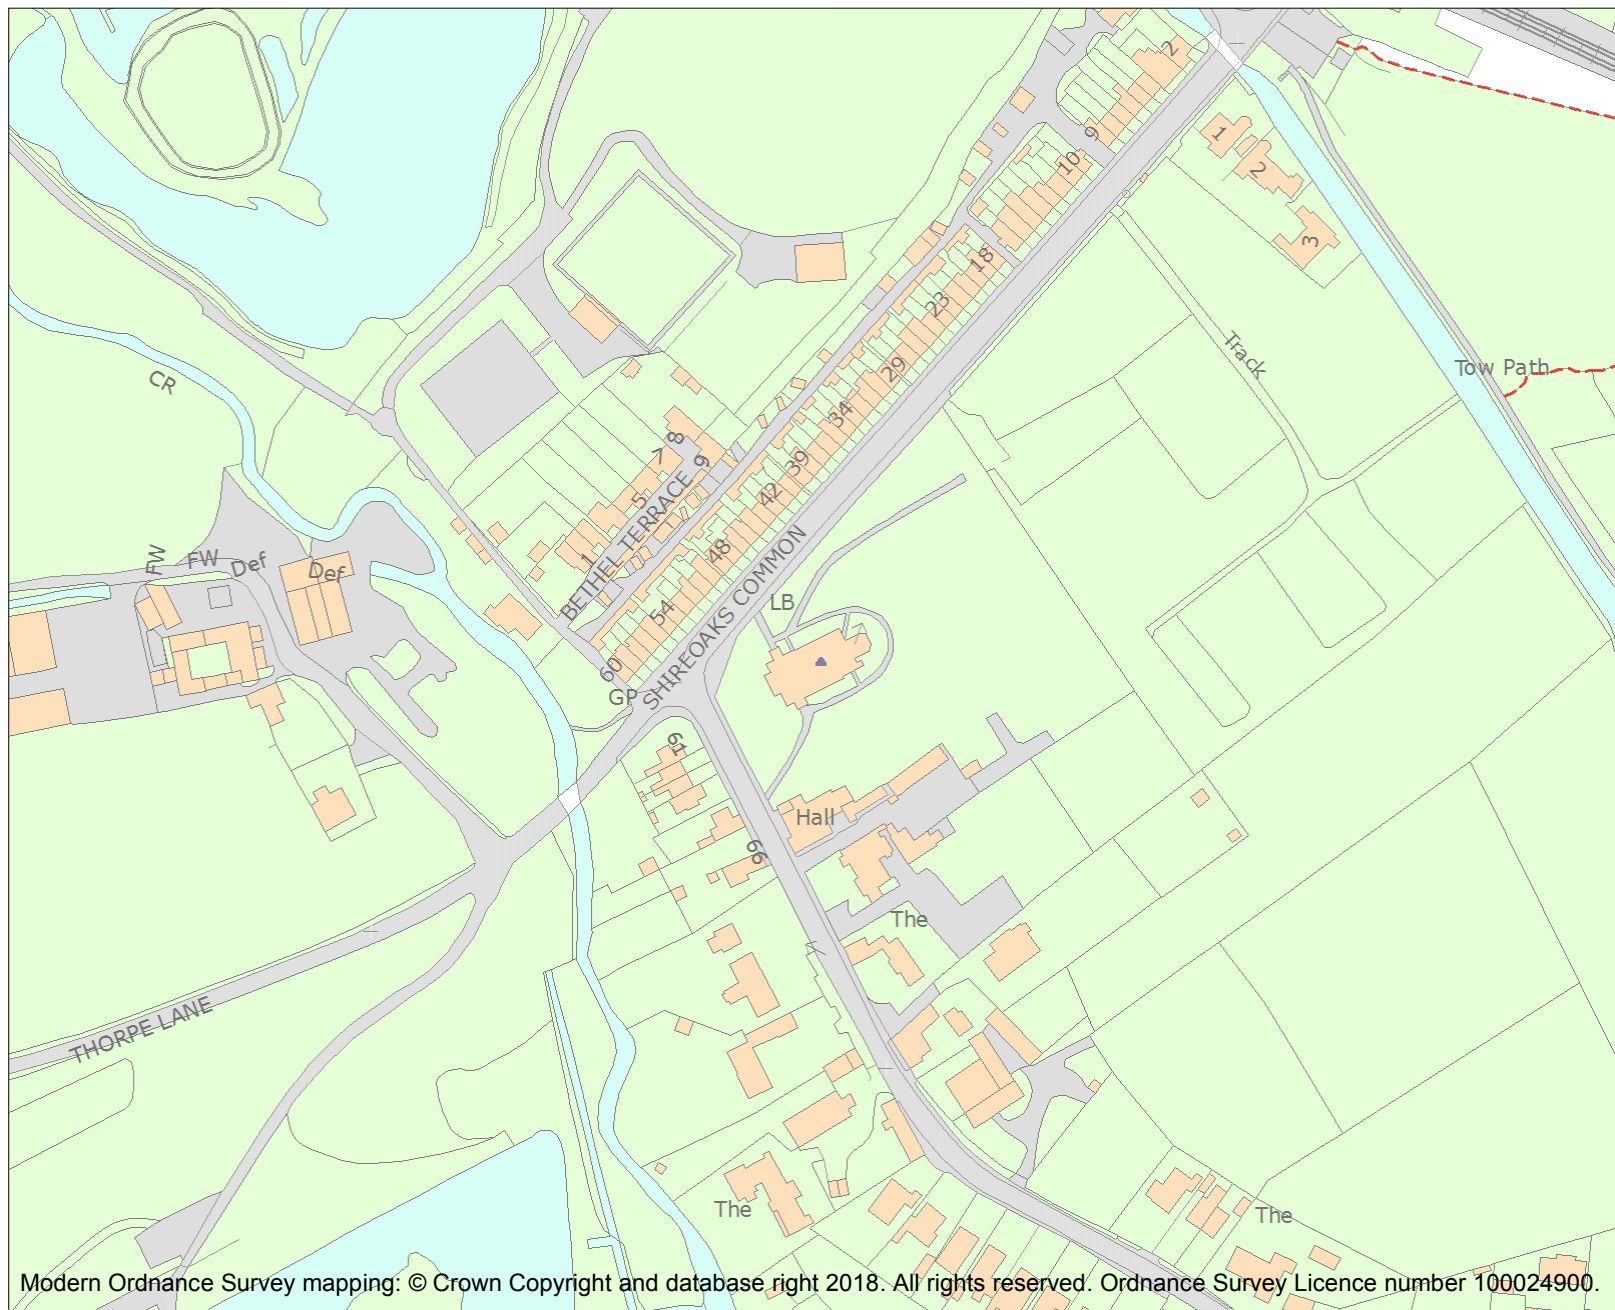 2
9
10
1
2
3
18
23
29
34
39
42
48
54
60
Track
Tow Path
CR
8
7
9
5
1
BETHEL TERRACE
SHIREOAKS COMMON
LB
GP
FW
FW
Def
Def
61
66
Hall
The
THORPE LANE
The
The
Modern Ordnance Survey mapping: © Crown Copyright and database right 2018. All rights reserved. Ordnance Survey Licence number 100024900.